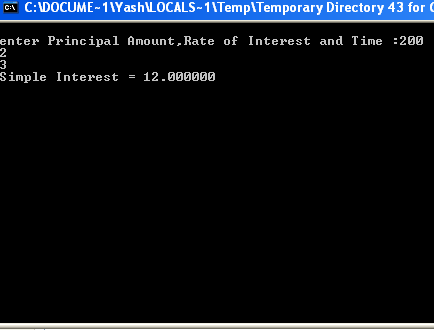 C:\DOCUME~1\Yash\LOCALS~1\Temp\Temporary Directory 43 for
enter Principal Amount,Rate of Interest and Time :200
2
3
Simple Interest = 12.000000